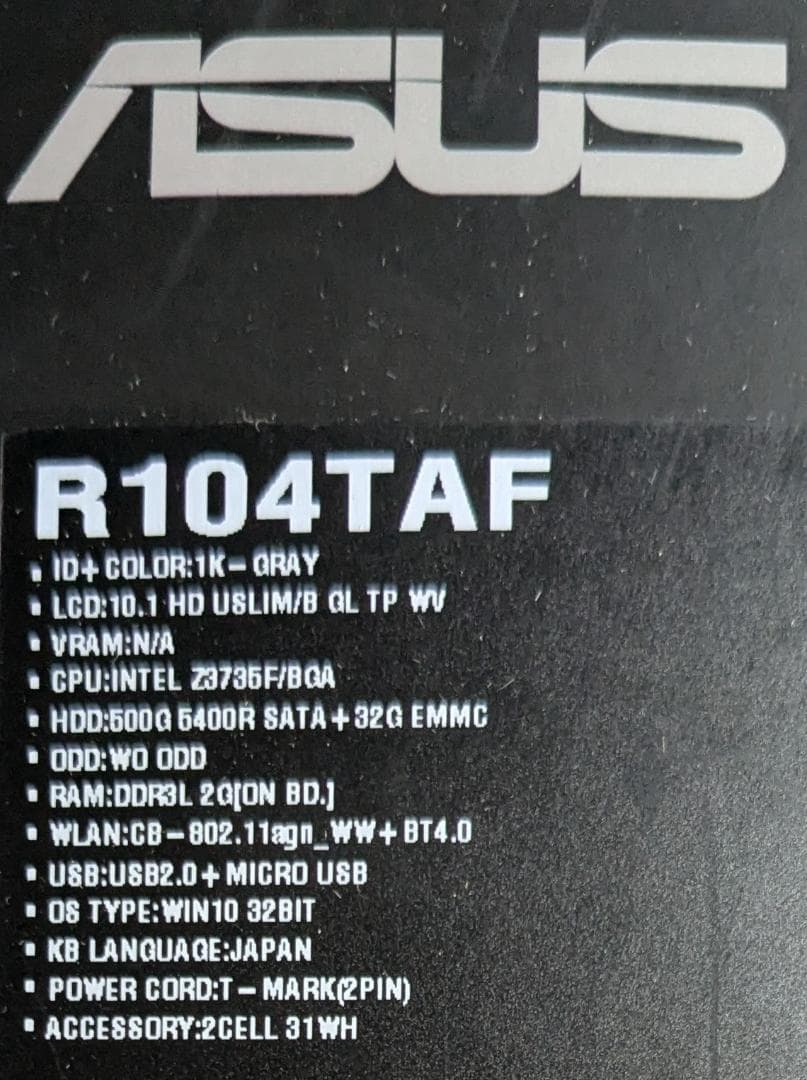 ASUS
R104TAF
▪ ID+COLOR:1K-GRAY
▪ LCD:10.1 HD USLIM/B GL TP WV
▪ VRAM:N/A
▪ CPU:INTEL Z3735F/BGA
▪ HDD:500G 5400R SATA+32G EMMC
▪ ODD:WO ODD
▪ RAM:DDR3L 2G[ON BD.]
▪ WLAN:CB-802.11agn_WW+BT4.0
▪ USB:USB2.0+MICRO USB
▪ OS TYPE:WIN10 32BIT
▪ KB LANGUAGE:JAPAN
▪ POWER CORD:T-MARK(2PIN)
▪ ACCESSORY:2CELL 31WH